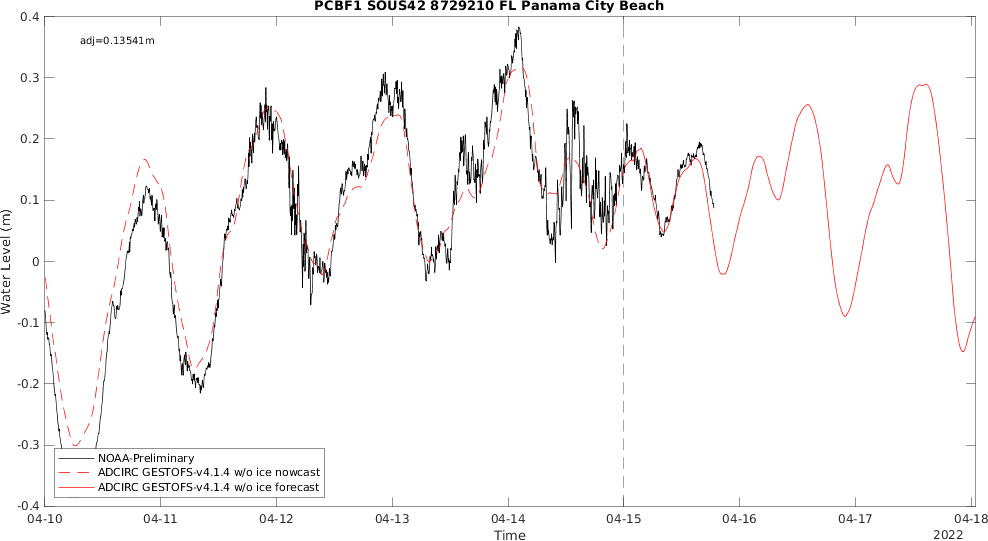 PCBF1 SOUS42 8729210 FL Panama City Beach
adj=0.13541m
Water Level (m)
0.4
0.3
0.2
0.1
0
-0.1
-0.2
-0.3
-0.4
NOAA-Preliminary
ADCIRC GESTOFS-v4.1.4 w/o ice nowcast
ADCIRC GESTOFS-v4.1.4 w/o ice forecast
04-10 04-11 04-12 04-13 04-14 04-15 04-16 04-17 04-18
Time
2022